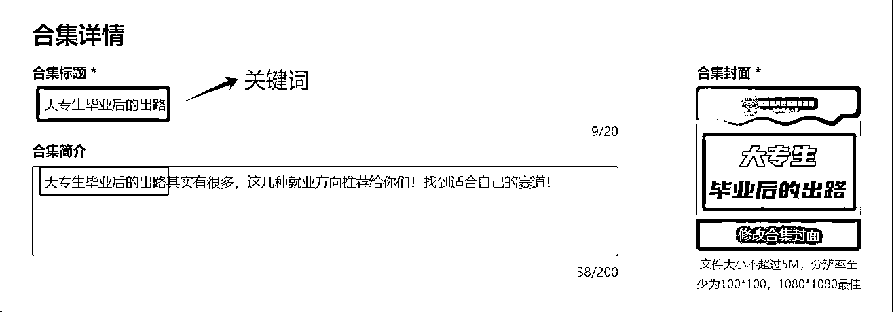 合集详情
合集标题 *
大专生毕业后的出路
关键词
9/20
合集简介
大专生毕业后的出路其实有很多，这几种就业方向推荐给你们！找到适合自己的赛道！
38/200
合集封面 *
大专生
毕业后的出路
修改合集封面
文件大小不超过5M，分辨率至
少为100*100，1080*1080最佳